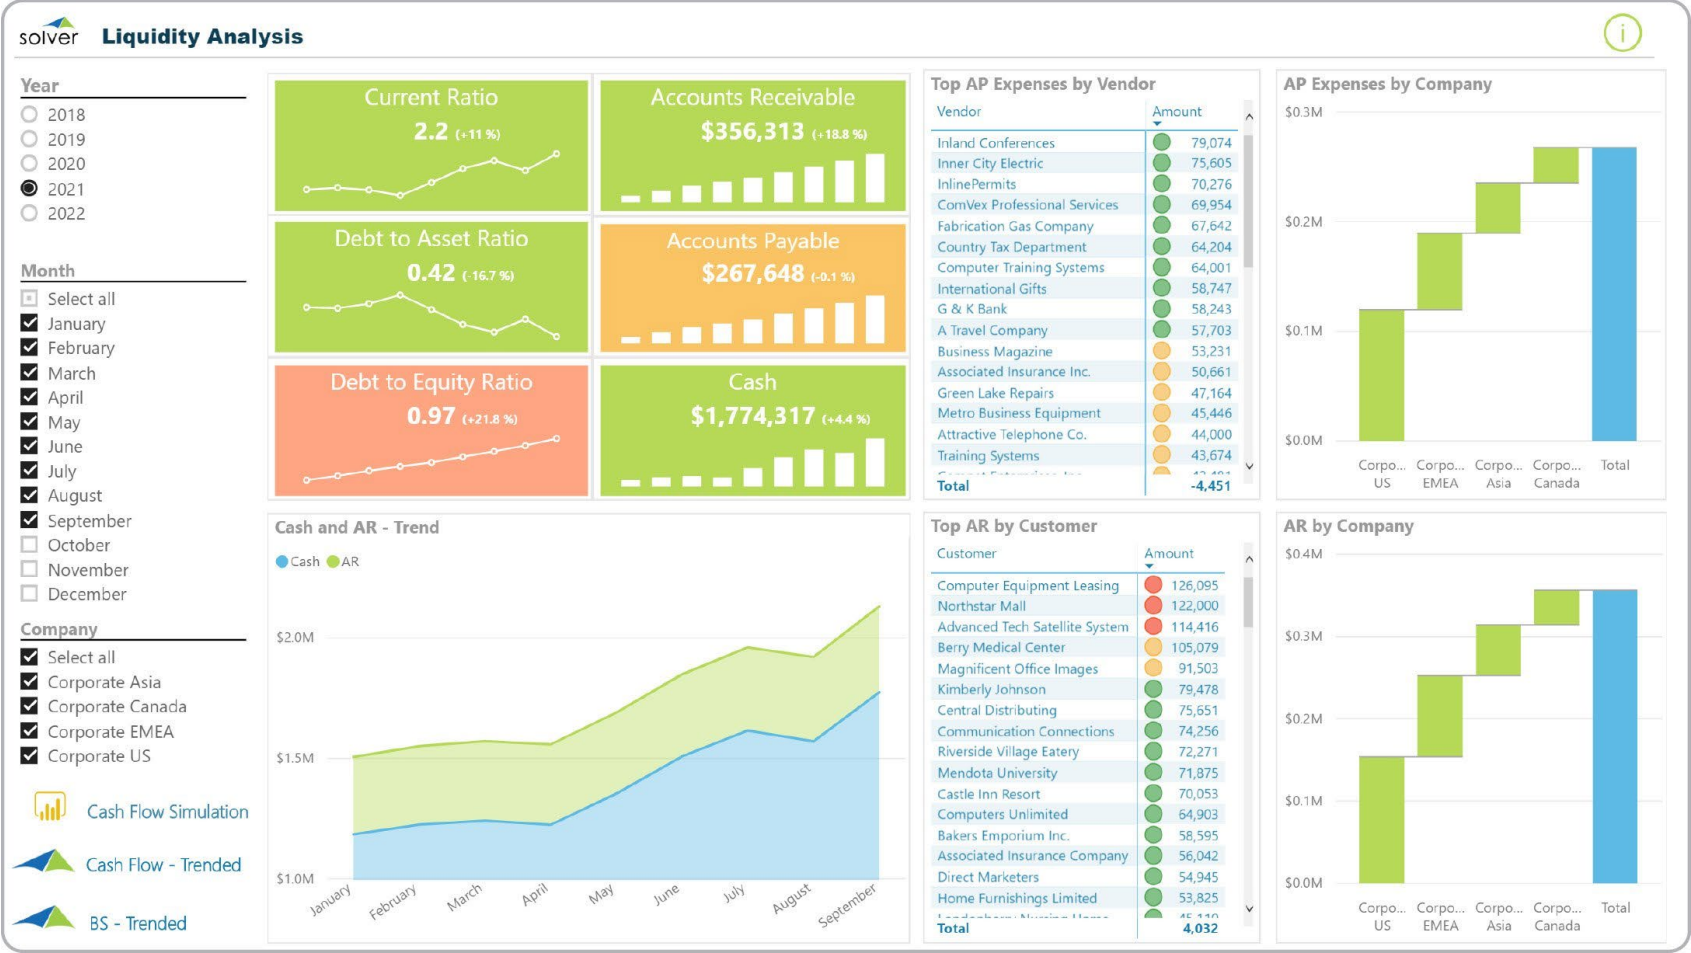 solver
Liquidity Analysis
i
Year
2018
2019
2020
2021
2022
Month
Select all
January
February
March
April
May
June
July
August
September
October
November
December
Company
Select all
Corporate Asia
Corporate Canada
Corporate EMEA
Corporate US
Cash Flow Simulation
Cash Flow - Trended
BS - Trended
Current Ratio
2.2 (+11 %)
Accounts Receivable
$356,313 (+18.8 %)
Debt to Asset Ratio
0.42 (-16.7 %)
Accounts Payable
$267,648 (-0.1 %)
Debt to Equity Ratio
0.97 (+21.8 %)
Cash
$1,774,317 (+4.4 %)
Cash and AR - Trend
Cash AR
$2.0M
$1.5M
$1.0M
January February March April May June July August September
Top AP Expenses by Vendor
Vendor Amount
Inland Conferences 79,074
Inner City Electric 75,605
InlinePermits 70,276
ComVex Professional Services 69,954
Fabrication Gas Company 67,642
Country Tax Department 64,204
Computer Training Systems 64,001
International Gifts 58,747
G & K Bank 58,243
A Travel Company 57,703
Business Magazine 53,231
Associated Insurance Inc. 50,661
Green Lake Repairs 47,164
Metro Business Equipment 45,446
Attractive Telephone Co. 44,000
Training Systems 43,674
Total -4,451
AP Expenses by Company
$0.3M
$0.2M
$0.1M
$0.0M
Corpo... Corpo... Corpo... Corpo... Total
US EMEA Asia Canada
Top AR by Customer
Customer Amount
Computer Equipment Leasing 126,095
Northstar Mall 122,000
Advanced Tech Satellite System 114,416
Berry Medical Center 105,079
Magnificent Office Images 91,503
Kimberly Johnson 79,478
Central Distributing 75,651
Communication Connections 74,256
Riverside Village Eatery 72,271
Mendota University 71,875
Castle Inn Resort 70,053
Computers Unlimited 64,903
Bakers Emporium Inc. 58,595
Associated Insurance Company 56,042
Direct Marketers 54,945
Home Furnishings Limited 53,825
Total 4,032
AR by Company
$0.4M
$0.3M
$0.2M
$0.1M
$0.0M
Corpo... Corpo... Corpo... Corpo... Total
US EMEA Asia Canada